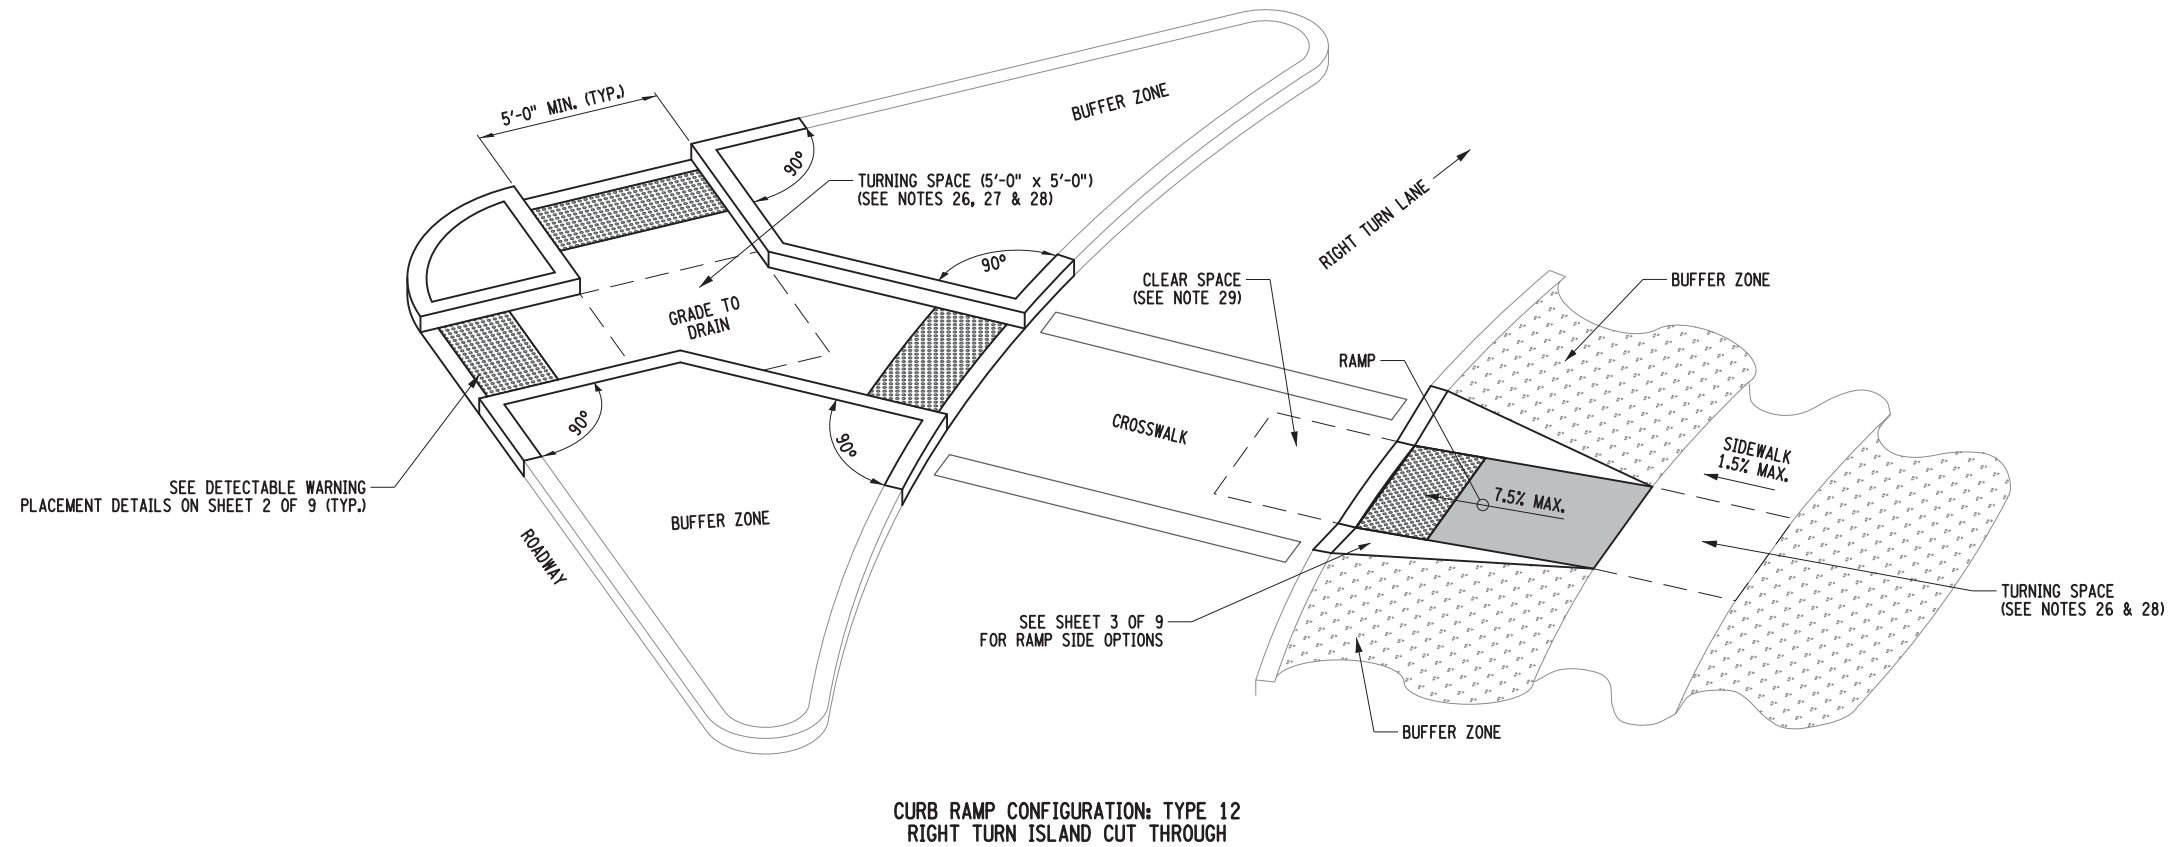 5'-0" MIN. (TYP.)
BUFFER ZONE
90°
TURNING SPACE (5'-0" x 5'-0")
(SEE NOTES 26, 27 & 28)
RIGHT TURN LANE
90°
CLEAR SPACE
(SEE NOTE 29)
BUFFER ZONE
GRADE TO
DRAIN
RAMP
90°
90°
CROSSWALK
SIDEWALK
1.5% MAX.
SEE DETECTABLE WARNING
PLACEMENT DETAILS ON SHEET 2 OF 9 (TYP.)
7.5% MAX.
BUFFER ZONE
ROADWAY
TURNING SPACE
(SEE NOTES 26 & 28)
SEE SHEET 3 OF 9
FOR RAMP SIDE OPTIONS
BUFFER ZONE
CURB RAMP CONFIGURATION: TYPE 12
RIGHT TURN ISLAND CUT THROUGH